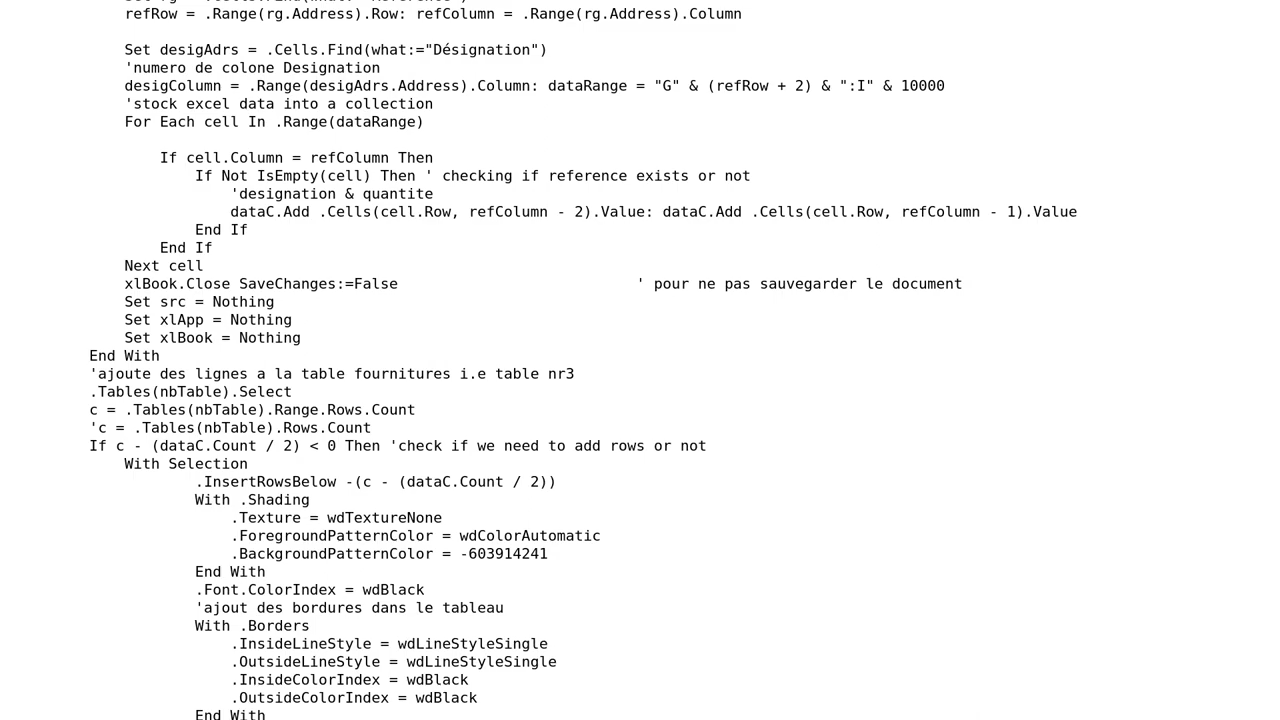 refRow = .Range(rg.Address).Row: refColumn = .Range(rg.Address).Column
Set desigAdrs = .Cells.Find(what:="Désignation")
'numero de colone Designation
desigColumn = .Range(desigAdrs.Address).Column: dataRange = "G" & (refRow + 2) & ":I" & 10000
'stock excel data into a collection
For Each cell In .Range(dataRange)
If cell.Column = refColumn Then
If Not IsEmpty(cell) Then ' checking if reference exists or not
'designation & quantite
dataC.Add .Cells(cell.Row, refColumn - 2).Value: dataC.Add .Cells(cell.Row, refColumn - 1).Value
End If
End If
Next cell
xlBook.Close SaveChanges:=False ' pour ne pas sauvegarder le document
Set src = Nothing
Set xlApp = Nothing
Set xlBook = Nothing
End With
'ajoute des lignes a la table fournitures i.e table nr3
.Tables(nbTable).Select
c = .Tables(nbTable).Range.Rows.Count
'c = .Tables(nbTable).Rows.Count
If c - (dataC.Count / 2) < 0 Then 'check if we need to add rows or not
With Selection
.InsertRowsBelow -(c - (dataC.Count / 2))
With .Shading
.Texture = wdTextureNone
.ForegroundPatternColor = wdColorAutomatic
.BackgroundPatternColor = -603914241
End With
.Font.ColorIndex = wdBlack
'ajout des bordures dans le tableau
With .Borders
.InsideLineStyle = wdLineStyleSingle
.OutsideLineStyle = wdLineStyleSingle
.InsideColorIndex = wdBlack
.OutsideColorIndex = wdBlack
End With